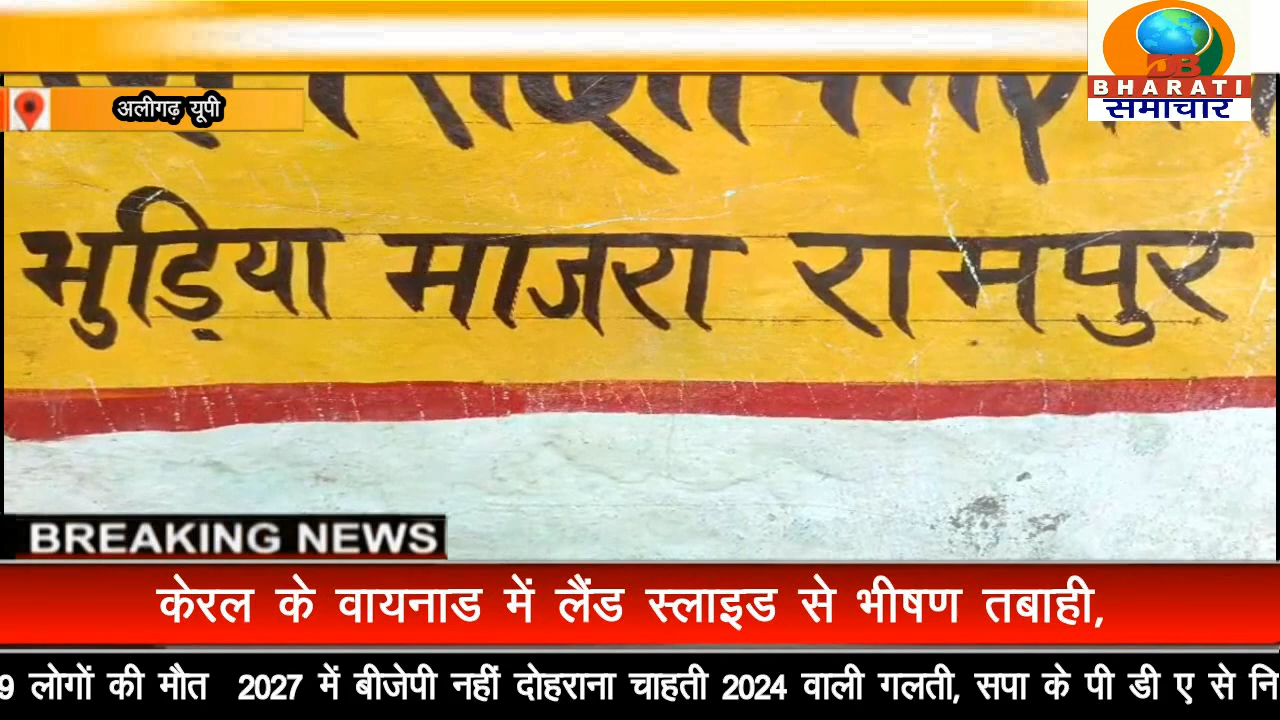 BHARATI
समाचार
अलीगढ़ यूपी
भुड़िया माजरा रामपुर
BREAKING NEWS
केरल के वायनाड में लैंड स्लाइड से भीषण तबाही,
9 लोगों की मौत 2027 में बीजेपी नहीं दोहराना चाहती 2024 वाली गलती, सपा के पी डी ए से नि